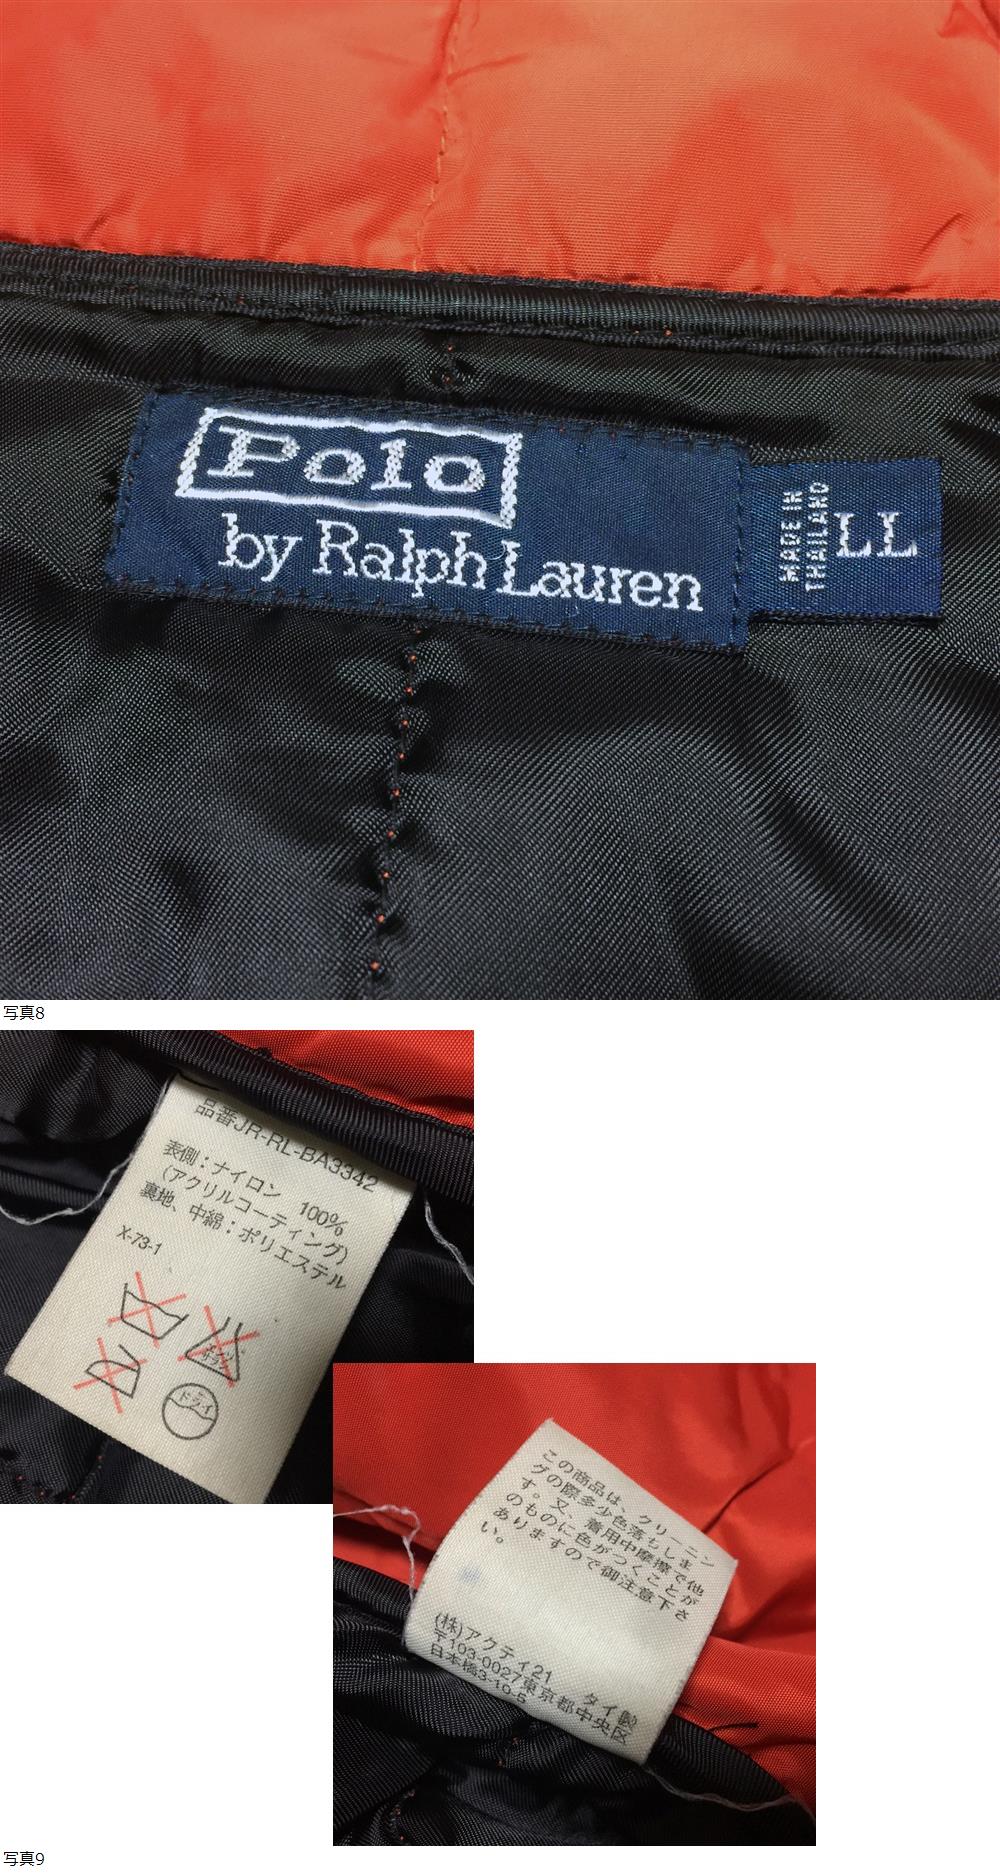 Polo
by Ralph Lauren
MADE IN
THAILAND
LL
写真8
品番JR-RL-BA3342
表側：ナイロン 100%
(アクリルコーティング)
裏地、中綿：ポリエステル
X-73-1
エンソ
サラシ
ドライ
この商品は、クリーニン
グの際多少色落ちしま
す。又、着用中摩擦で他
のものに色がつくことが
ありますので御注意下さ
い。
(株)アクティ21 タイ製
〒103-0027東京都中央区
日本橋3-10-5
写真9